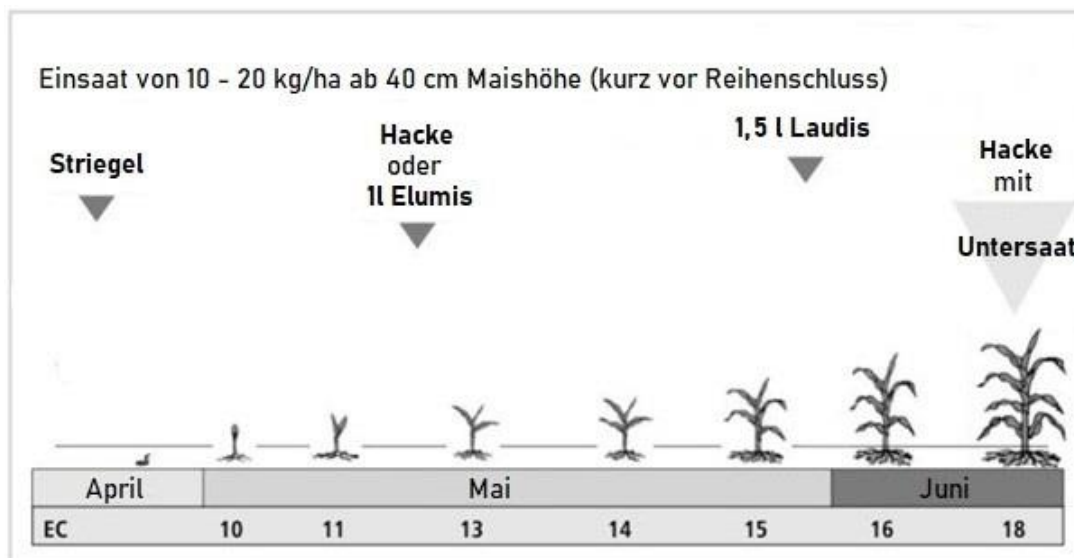 Einsaat von 10 - 20 kg/ha ab 40 cm Maishöhe (kurz vor Reihenschluss)
Striegel
Hacke
oder
1l Elumis
1,5 l Laudis
Hacke
mit
Untersaat
April Mai Juni
EC 10 11 13 14 15 16 18